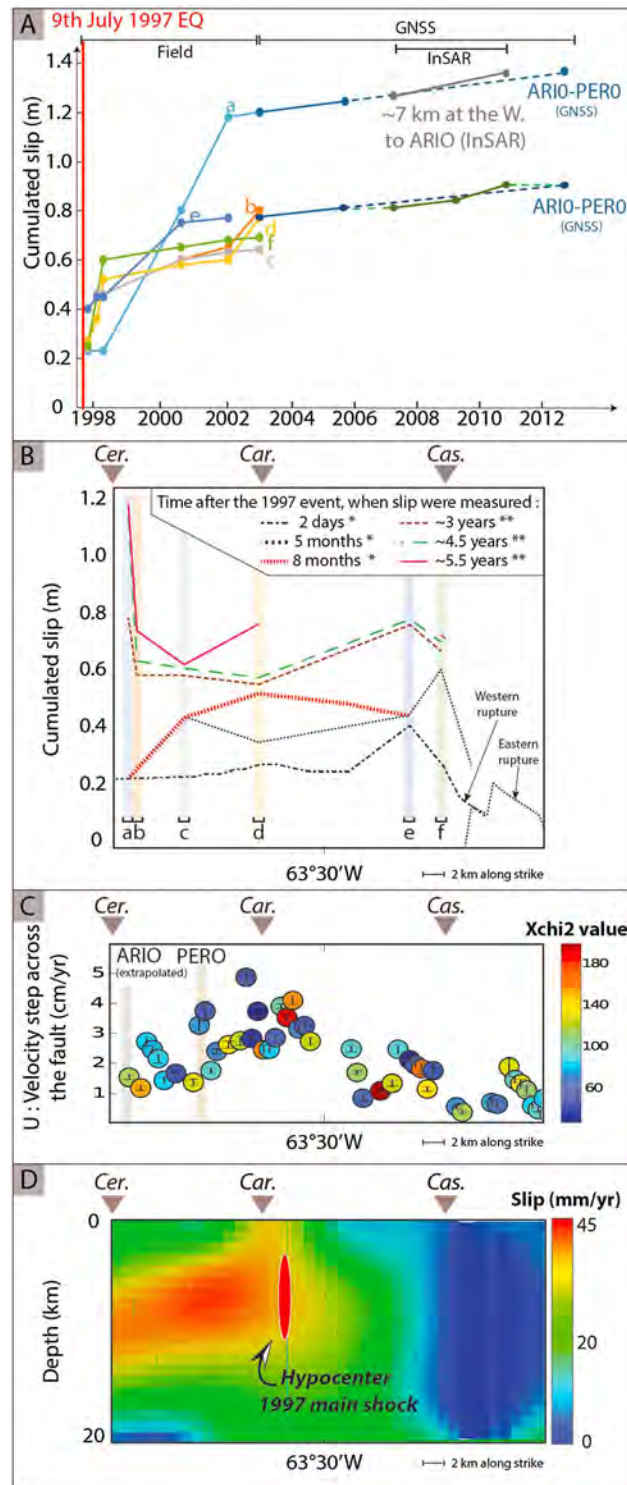 A
9th July 1997 EQ
GNSS
Field
InSAR
Cumulated slip (m)
1.4
1.2
1.0
0.8
0.6
0.4
0.2
0
a
e
b
d
f
c
ARIO-PERO
(GNSS)
~7 km at the W.
to ARIO (InSAR)
ARIO-PERO
(GNSS)
1998 2000 2002 2004 2006 2008 2010 2012
B
Cer. Car. Cas.
Time after the 1997 event, when slip were measured :
2 days *
5 months *
8 months *
~3 years **
~4.5 years **
~5.5 years **
Cumulated slip (m)
1.2
1.0
0.8
0.6
0.4
0.2
0
Western
rupture
Eastern
rupture
a b c d e f
63°30'W
2 km along strike
C
Cer. Car. Cas.
Xchi2 value
ARIO PERO
(extrapolated)
U : Velocity step across
the fault (cm/yr)
5
4
3
2
1
180
140
100
60
63°30'W
2 km along strike
D
Cer. Car. Cas.
Slip (mm/yr)
Depth (km)
0
20
45
20
0
Hypocenter
1997 main shock
63°30'W
2 km along strike